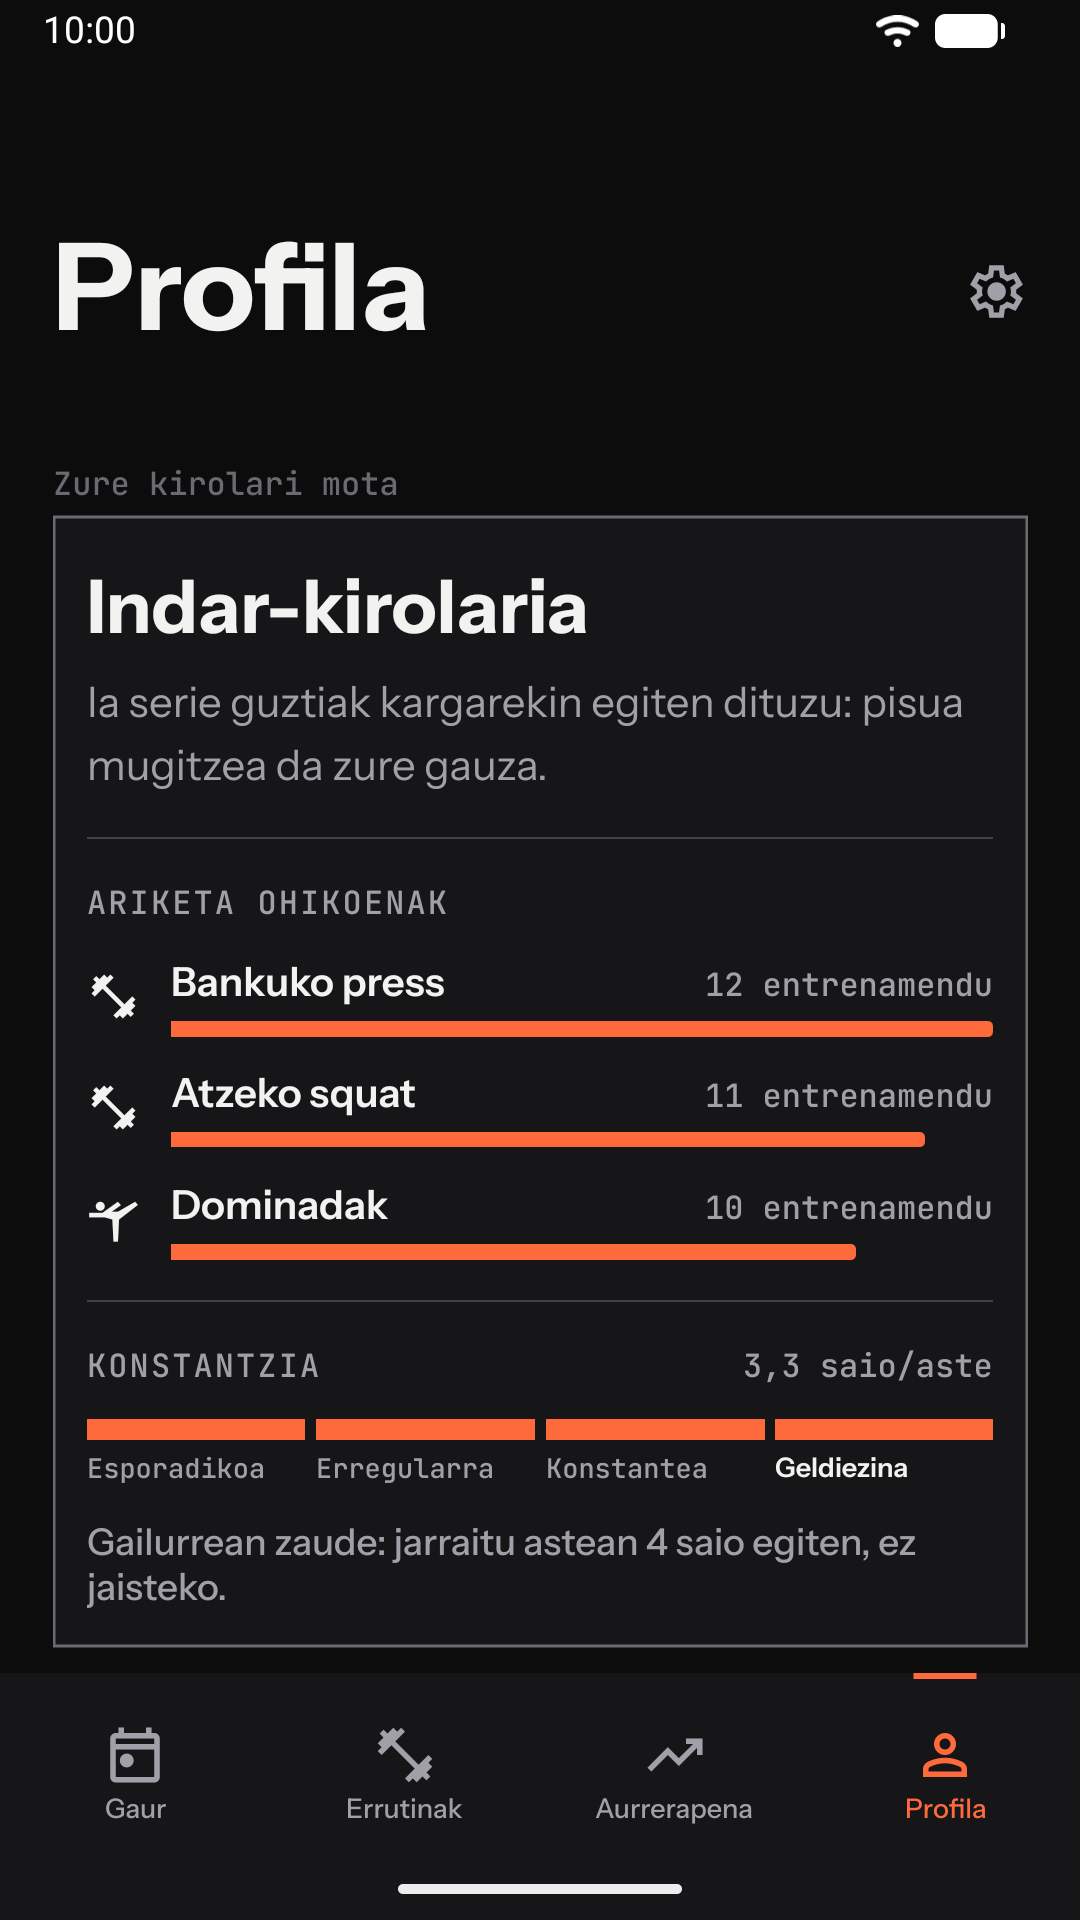 10:00
Profila
Zure kirolari mota
Indar-kirolaria
Ia serie guztiak kargarekin egiten dituzu: pisua
mugitzea da zure gauza.
ARIKETA OHIKOENAK
Bankuko press
12 entrenamendu
Atzeko squat
11 entrenamendu
Dominadak
10 entrenamendu
KONSTANTZIA
3,3 saio/aste
Esporadikoa
Erregularra
Konstantea
Geldiezina
Gailurrean zaude: jarraitu astean 4 saio egiten, ez
jaisteko.
Gaur
Errutinak
Aurrerapena
Profila